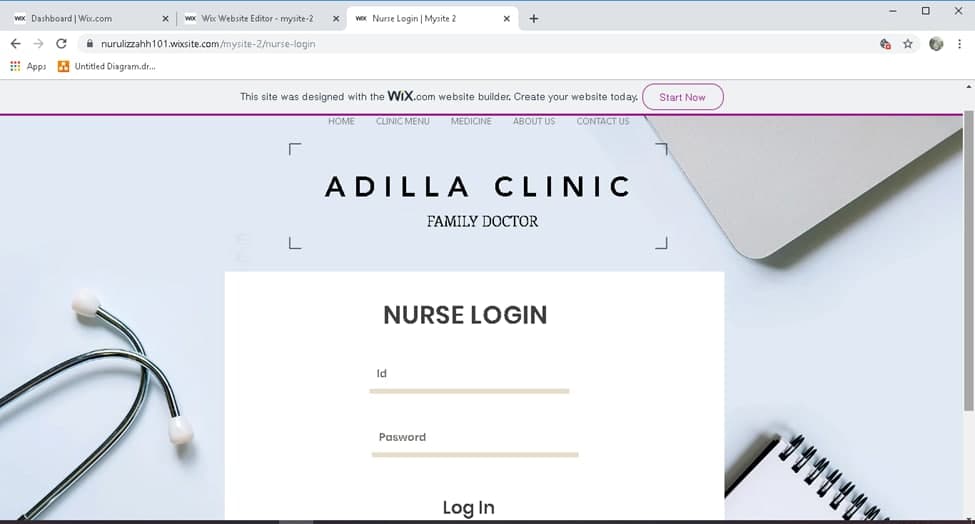 Dashboard | Wix.com
Wix Website Editor - mysite-2
Nurse Login | Mysite 2
nurulizzahh101.wixsite.com/mysite-2/nurse-login
Apps
Untitled Diagram.dr...
This site was designed with the WiX.com website builder. Create your website today.
Start Now
HOME
CLINIC MENU
MEDICINE
ABOUT US
CONTACT US
ADILLA CLINIC
FAMILY DOCTOR
NURSE LOGIN
Id
Pasword
Log In